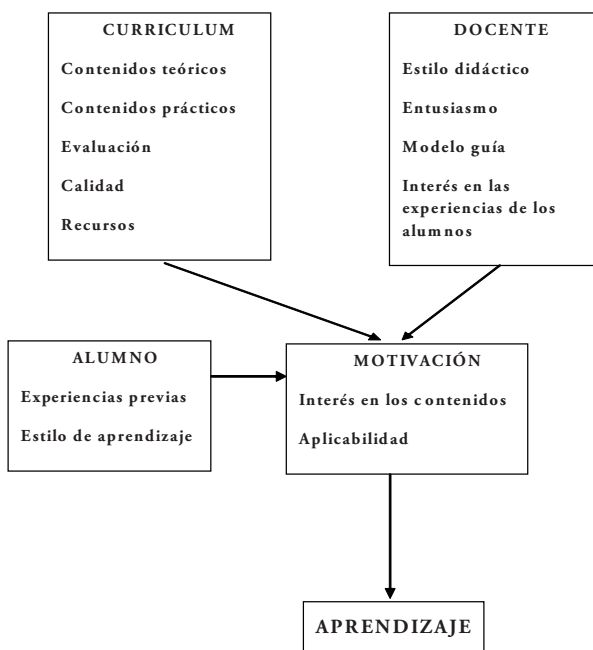 CURRICULUM
Contenidos teóricos
Contenidos prácticos
Evaluación
Calidad
Recursos
DOCENTE
Estilo didáctico
Entusiasmo
Modelo guía
Interés en las
experiencias de los
alumnos
ALUMNO
Experiencias previas
Estilo de aprendizaje
MOTIVACIÓN
Interés en los contenidos
Aplicabilidad
APRENDIZAJE